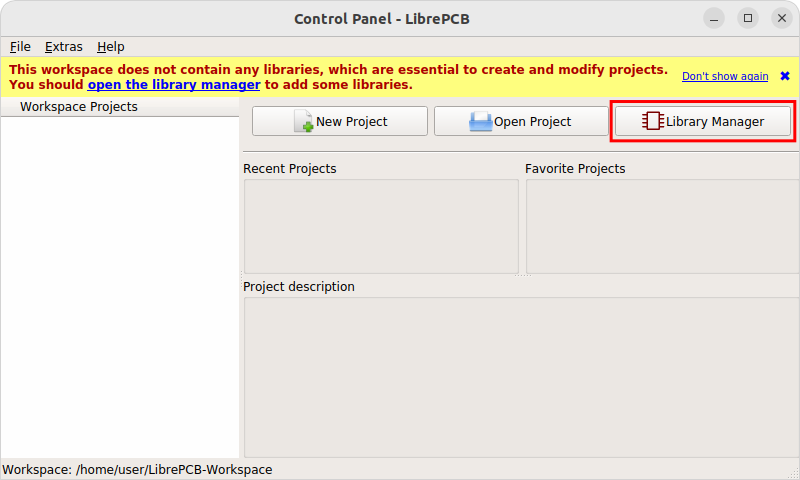 Control Panel - LibrePCB
File Extras Help
This workspace does not contain any libraries, which are essential to create and modify projects.
You should open the library manager to add some libraries.
Don't show again
Workspace Projects
New Project
Open Project
Library Manager
Recent Projects
Favorite Projects
Project description
Workspace: /home/user/LibrePCB-Workspace